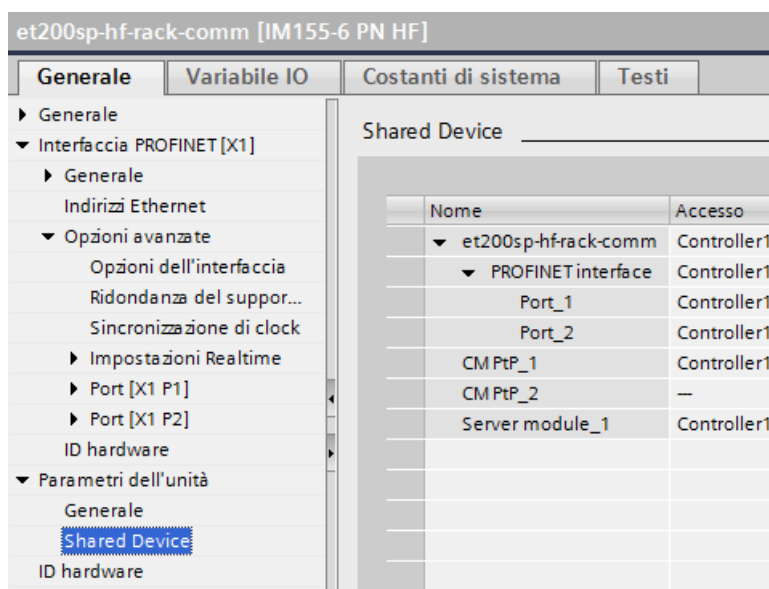 et200sp-hf-rack-comm [IM155-6 PN HF]
Generale Variabile IO Costanti di sistema Testi
Generale
Interfaccia PROFINET [X1]
Generale
Indirizzi Ethernet
Opzioni avanzate
Opzioni dell'interfaccia
Ridondanza del suppor...
Sincronizzazione di clock
Impostazioni Realtime
Port [X1 P1]
Port [X1 P2]
ID hardware
Parametri dell'unità
Generale
Shared Device
ID hardware
Shared Device
Nome Accesso
et200sp-hf-rack-comm Controller1
PROFINET interface Controller1
Port_1 Controller1
Port_2 Controller1
CM PtP_1 Controller1
CM PtP_2 ---
Server module_1 Controller1